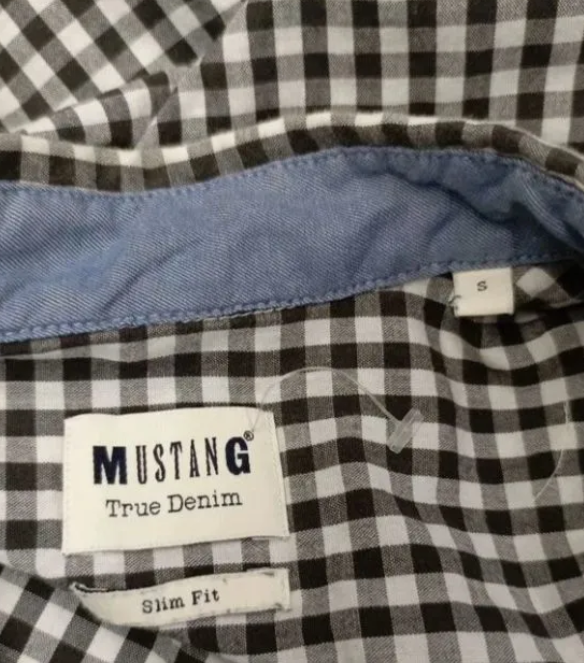 S
MUSTANG®
True Denim
Slim Fit